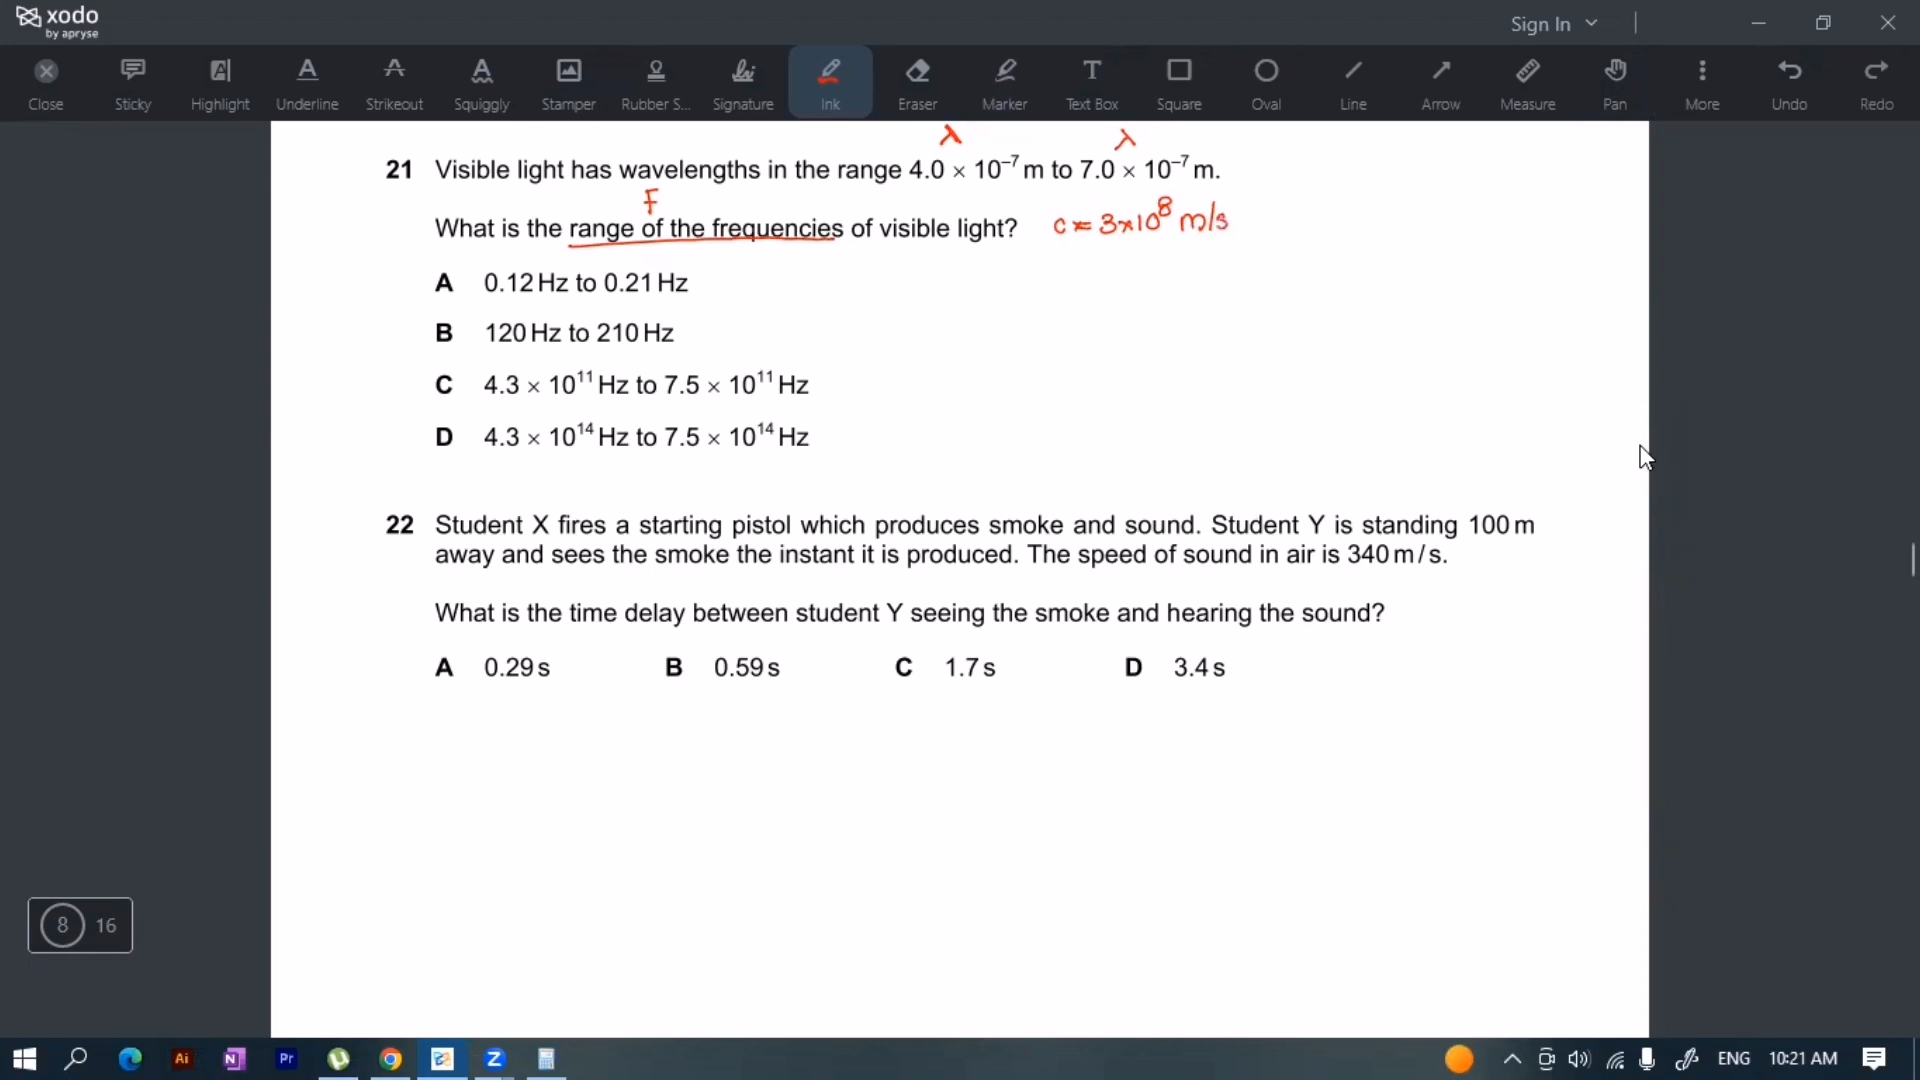 xodo
by apryse
Sign In
Close Sticky Highlight Underline Strikeout Squiggly Stamper Rubber S... Signature Ink Eraser Marker Text Box Square Oval Line Arrow Measure Pan More Undo Redo
λ λ
21 Visible light has wavelengths in the range 4.0 × 10⁻⁷ m to 7.0 × 10⁻⁷ m.
F
What is the range of the frequencies of visible light? c = 3×10⁸ m/s
A 0.12 Hz to 0.21 Hz
B 120 Hz to 210 Hz
C 4.3 × 10¹¹ Hz to 7.5 × 10¹¹ Hz
D 4.3 × 10¹⁴ Hz to 7.5 × 10¹⁴ Hz
22 Student X fires a starting pistol which produces smoke and sound. Student Y is standing 100 m
away and sees the smoke the instant it is produced. The speed of sound in air is 340 m / s.
What is the time delay between student Y seeing the smoke and hearing the sound?
A 0.29 s B 0.59 s C 1.7 s D 3.4 s
8 16
Ai N Pr Z ENG 10:21 AM